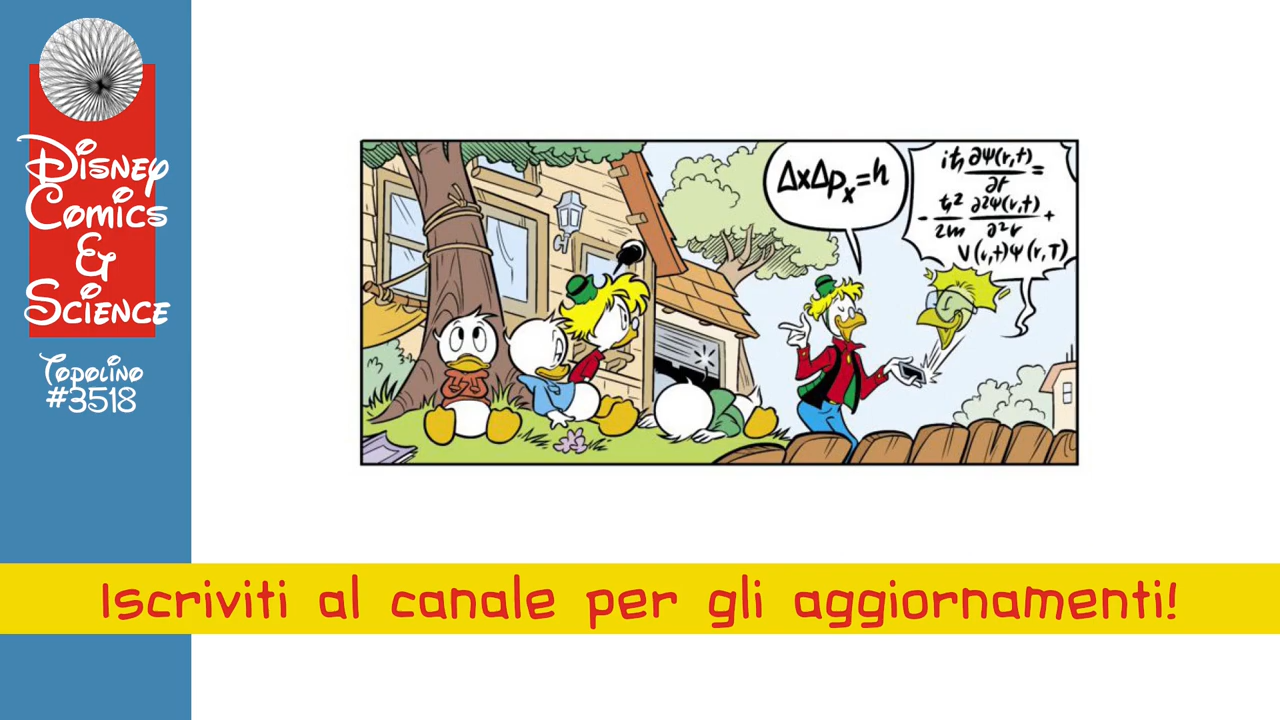 Disney
Comics
&
Science
Topolino
#3518
ΔxΔpₓ=h
iħ ∂Ψ(r,t) =
∂t
- ħ² ∂2Ψ(r,t) +
2m ∂²r
V(r,t)Ψ(r,T)
Iscriviti al canale per gli aggiornamenti!